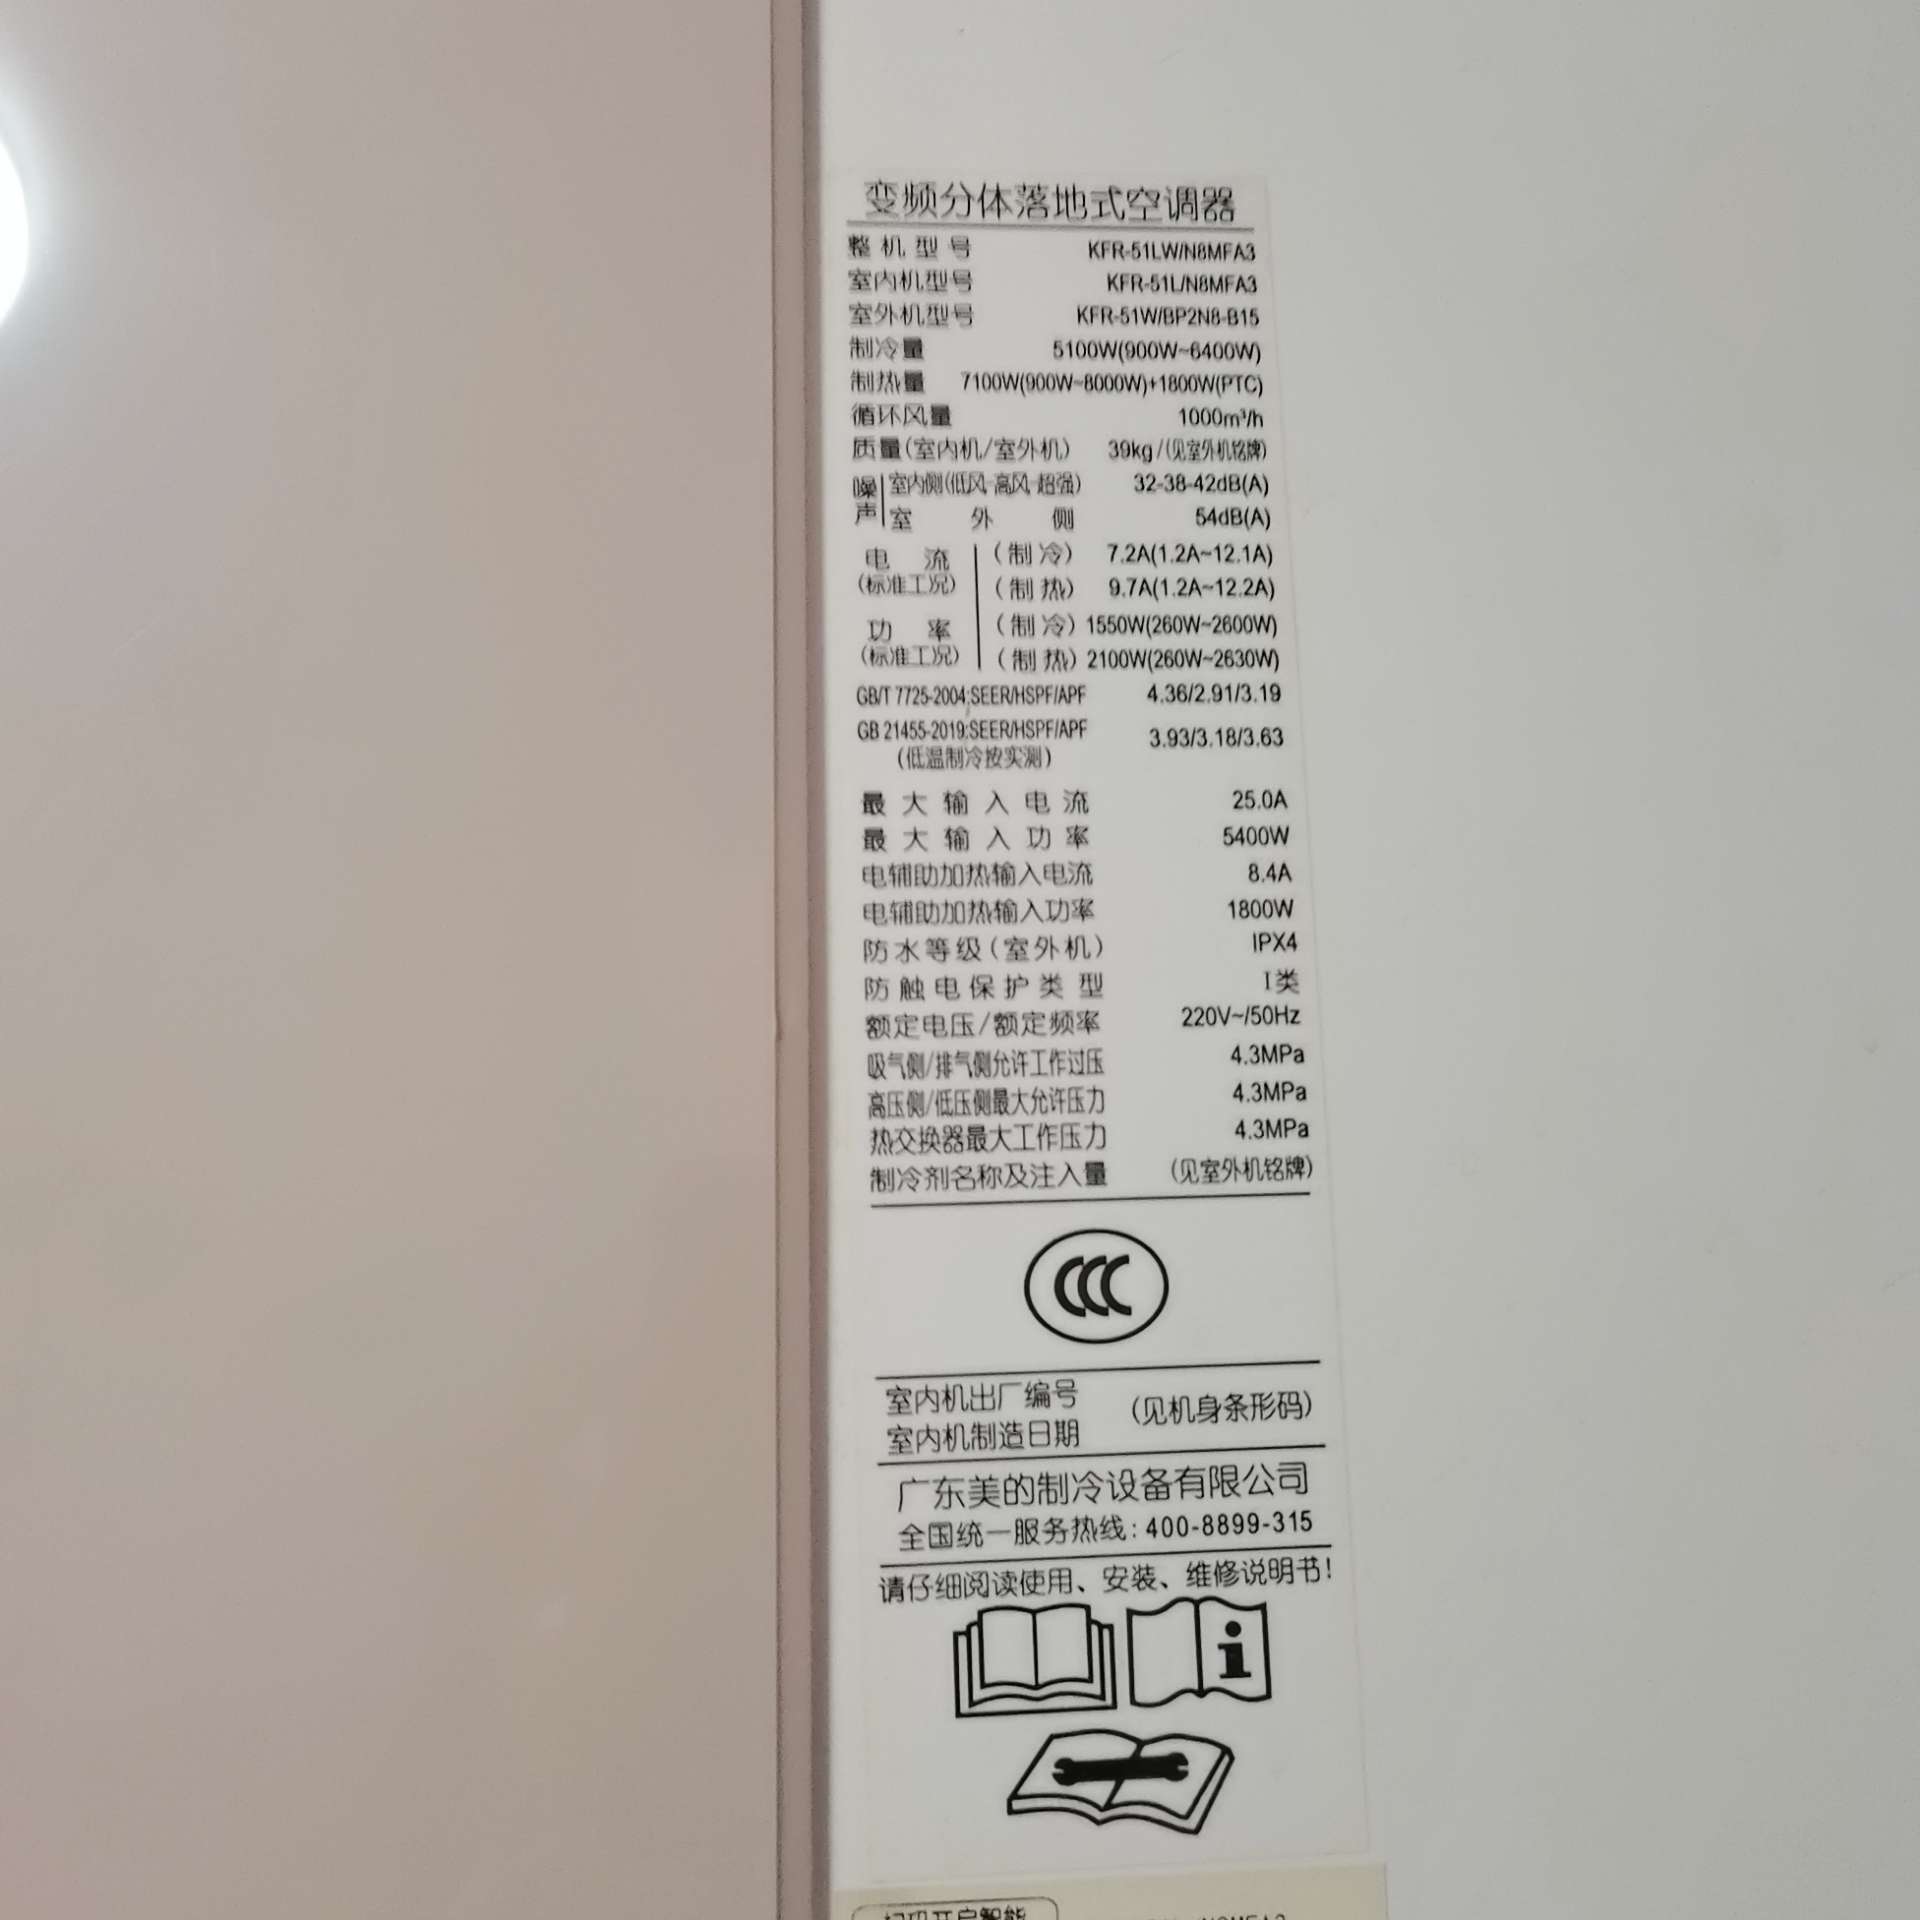 变频分体落地式空调器
整机型号 KFR-51LW/N8MFA3
室内机型号 KFR-51L/N8MFA3
室外机型号 KFR-51W/BP2N8-B15
制冷量 5100W(900W~6400W)
制热量 7100W(900W~8000W)+1800W(PTC)
循环风量 1000m³/h
质量(室内机/室外机) 39kg/(见室外机铭牌)
噪声 室内侧(低风-高风-超强) 32-38-42dB(A)
室外侧 54dB(A)
电流 (制冷) 7.2A(1.2A~12.1A)
(标准工况) (制热) 9.7A(1.2A~12.2A)
功率 (制冷) 1550W(260W~2600W)
(标准工况) (制热) 2100W(260W~2630W)
GB/T 7725-2004:SEER/HSPF/APF 4.36/2.91/3.19
GB 21455-2019:SEER/HSPF/APF 3.93/3.18/3.63
(低温制冷按实测)
最大输入电流 25.0A
最大输入功率 5400W
电辅助加热输入电流 8.4A
电辅助加热输入功率 1800W
防水等级(室外机) IPX4
防触电保护类型 I类
额定电压/额定频率 220V~/50Hz
吸气侧/排气侧允许工作过压 4.3MPa
高压侧/低压侧最大允许压力 4.3MPa
热交换器最大工作压力 4.3MPa
制冷剂名称及注入量 (见室外机铭牌)
CCC
室内机出厂编号 (见机身条形码)
室内机制造日期
广东美的制冷设备有限公司
全国统一服务热线:400-8899-315
请仔细阅读使用、安装、维修说明书!
i
扫码开启智能